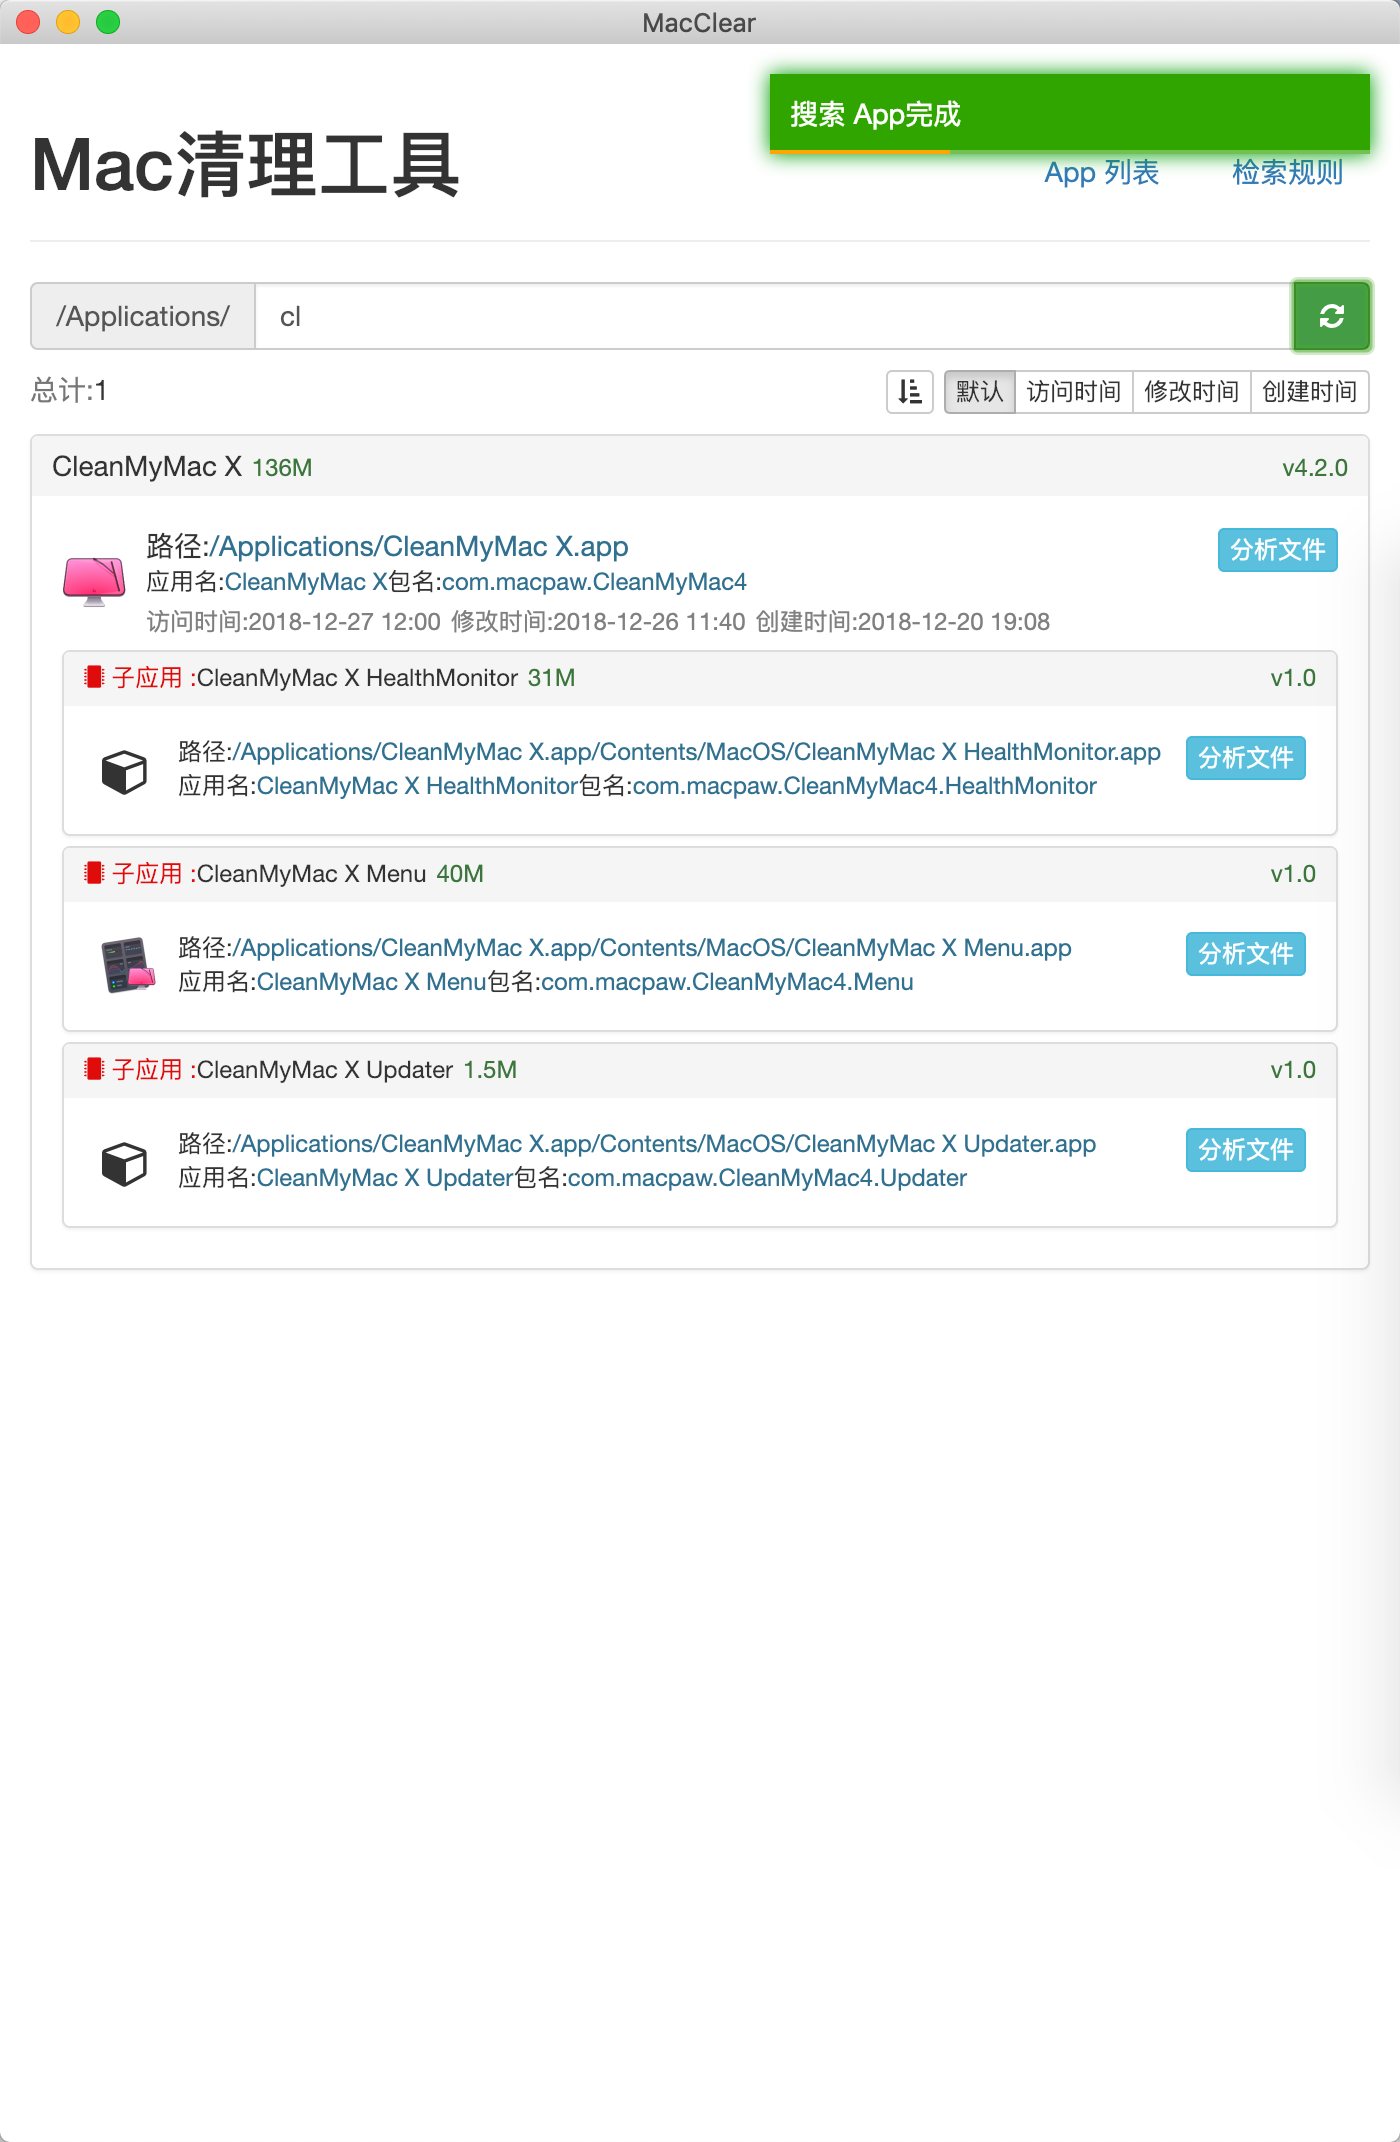 MacClear
搜索 App完成
Mac清理工具
App 列表 检索规则
/Applications/ cl
总计:1 默认 访问时间 修改时间 创建时间
CleanMyMac X 136M v4.2.0
路径:/Applications/CleanMyMac X.app 分析文件
应用名:CleanMyMac X包名:com.macpaw.CleanMyMac4
访问时间:2018-12-27 12:00 修改时间:2018-12-26 11:40 创建时间:2018-12-20 19:08
子应用 :CleanMyMac X HealthMonitor 31M v1.0
路径:/Applications/CleanMyMac X.app/Contents/MacOS/CleanMyMac X HealthMonitor.app 分析文件
应用名:CleanMyMac X HealthMonitor包名:com.macpaw.CleanMyMac4.HealthMonitor
子应用 :CleanMyMac X Menu 40M v1.0
路径:/Applications/CleanMyMac X.app/Contents/MacOS/CleanMyMac X Menu.app 分析文件
应用名:CleanMyMac X Menu包名:com.macpaw.CleanMyMac4.Menu
子应用 :CleanMyMac X Updater 1.5M v1.0
路径:/Applications/CleanMyMac X.app/Contents/MacOS/CleanMyMac X Updater.app 分析文件
应用名:CleanMyMac X Updater包名:com.macpaw.CleanMyMac4.Updater